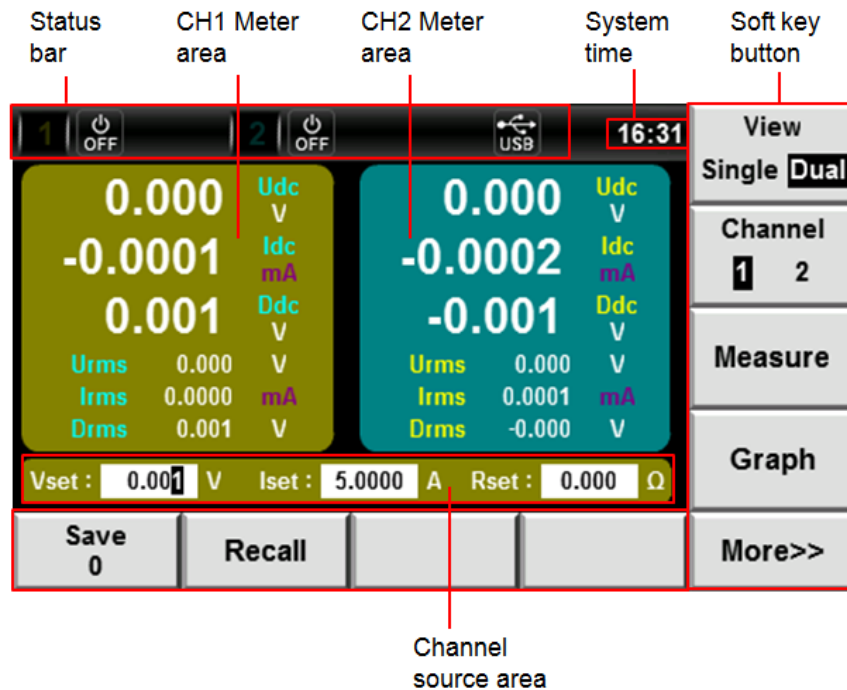 Status bar
CH1 Meter area
CH2 Meter area
System time
Soft key button
1 OFF 2 OFF USB 16:31
View
Single Dual
Channel
1 2
Measure
Graph
More>>
0.000 Udc V
-0.0001 Idc mA
0.001 Ddc V
Urms 0.000 V
Irms 0.0000 mA
Drms 0.001 V
0.000 Udc V
-0.0002 Idc mA
-0.001 Ddc V
Urms 0.000 V
Irms 0.0001 mA
Drms -0.000 V
Vset : 0.001 V Iset : 5.0000 A Rset : 0.000 Ω
Save 0
Recall
Channel source area